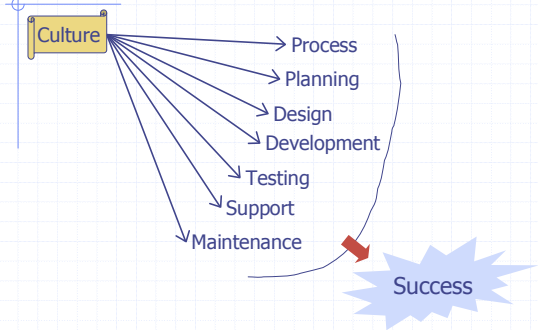 Culture
Process
Planning
Design
Development
Testing
Support
Maintenance
Success